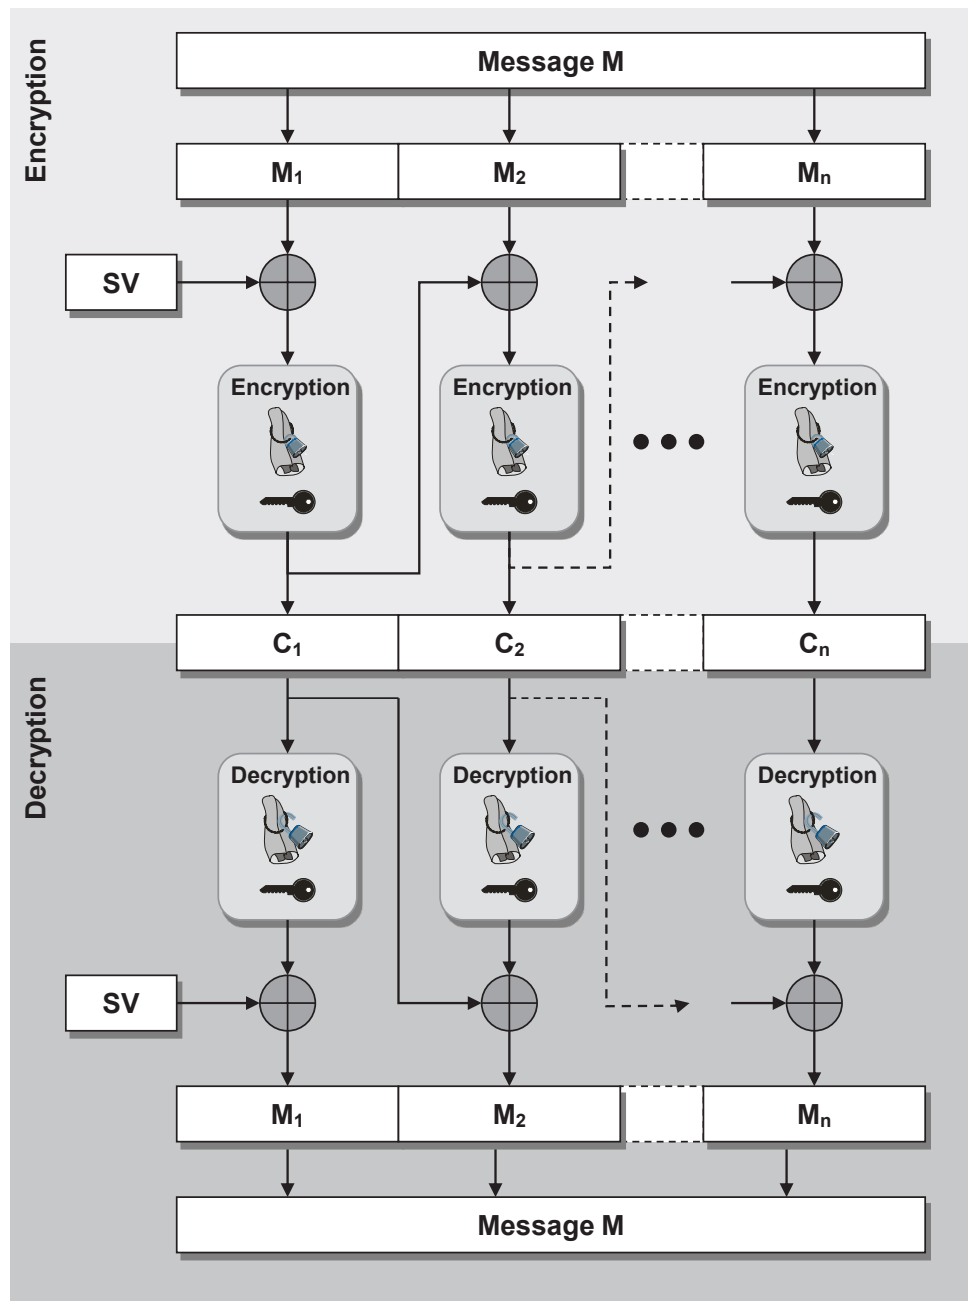 Encryption
Message M
M₁ M₂ Mₙ
SV
Encryption Encryption Encryption
C₁ C₂ Cₙ
Decryption
Decryption Decryption Decryption
SV
M₁ M₂ Mₙ
Message M